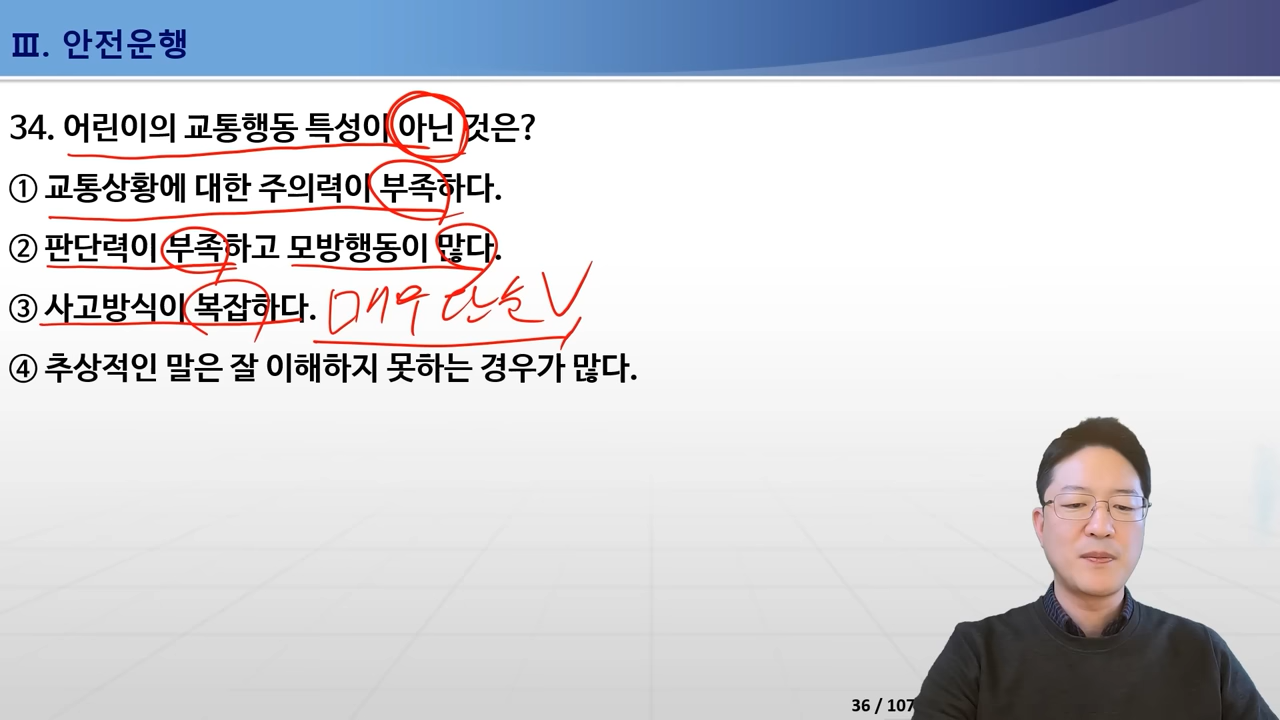 Ⅲ. 안전운행
34. 어린이의 교통행동 특성이 아닌 것은?
① 교통상황에 대한 주의력이 부족하다.
② 판단력이 부족하고 모방행동이 많다.
③ 사고방식이 복잡하다. 매우 단순
④ 추상적인 말은 잘 이해하지 못하는 경우가 많다.
36 / 107